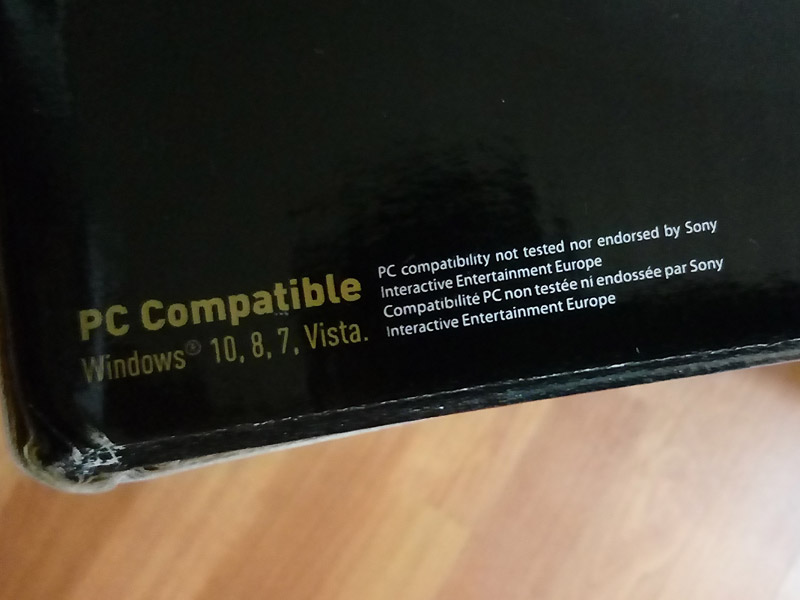 PC Compatible
Windows® 10, 8, 7, Vista.
PC compatibility not tested nor endorsed by Sony
Interactive Entertainment Europe
Compatibilité PC non testée ni endossée par Sony
Interactive Entertainment Europe